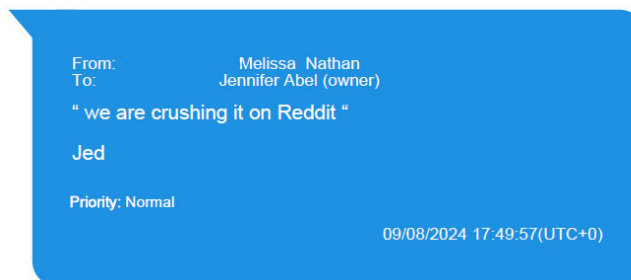 From: Melissa Nathan
To: Jennifer Abel (owner)
“ we are crushing it on Reddit “
Jed
Priority: Normal
09/08/2024 17:49:57(UTC+0)